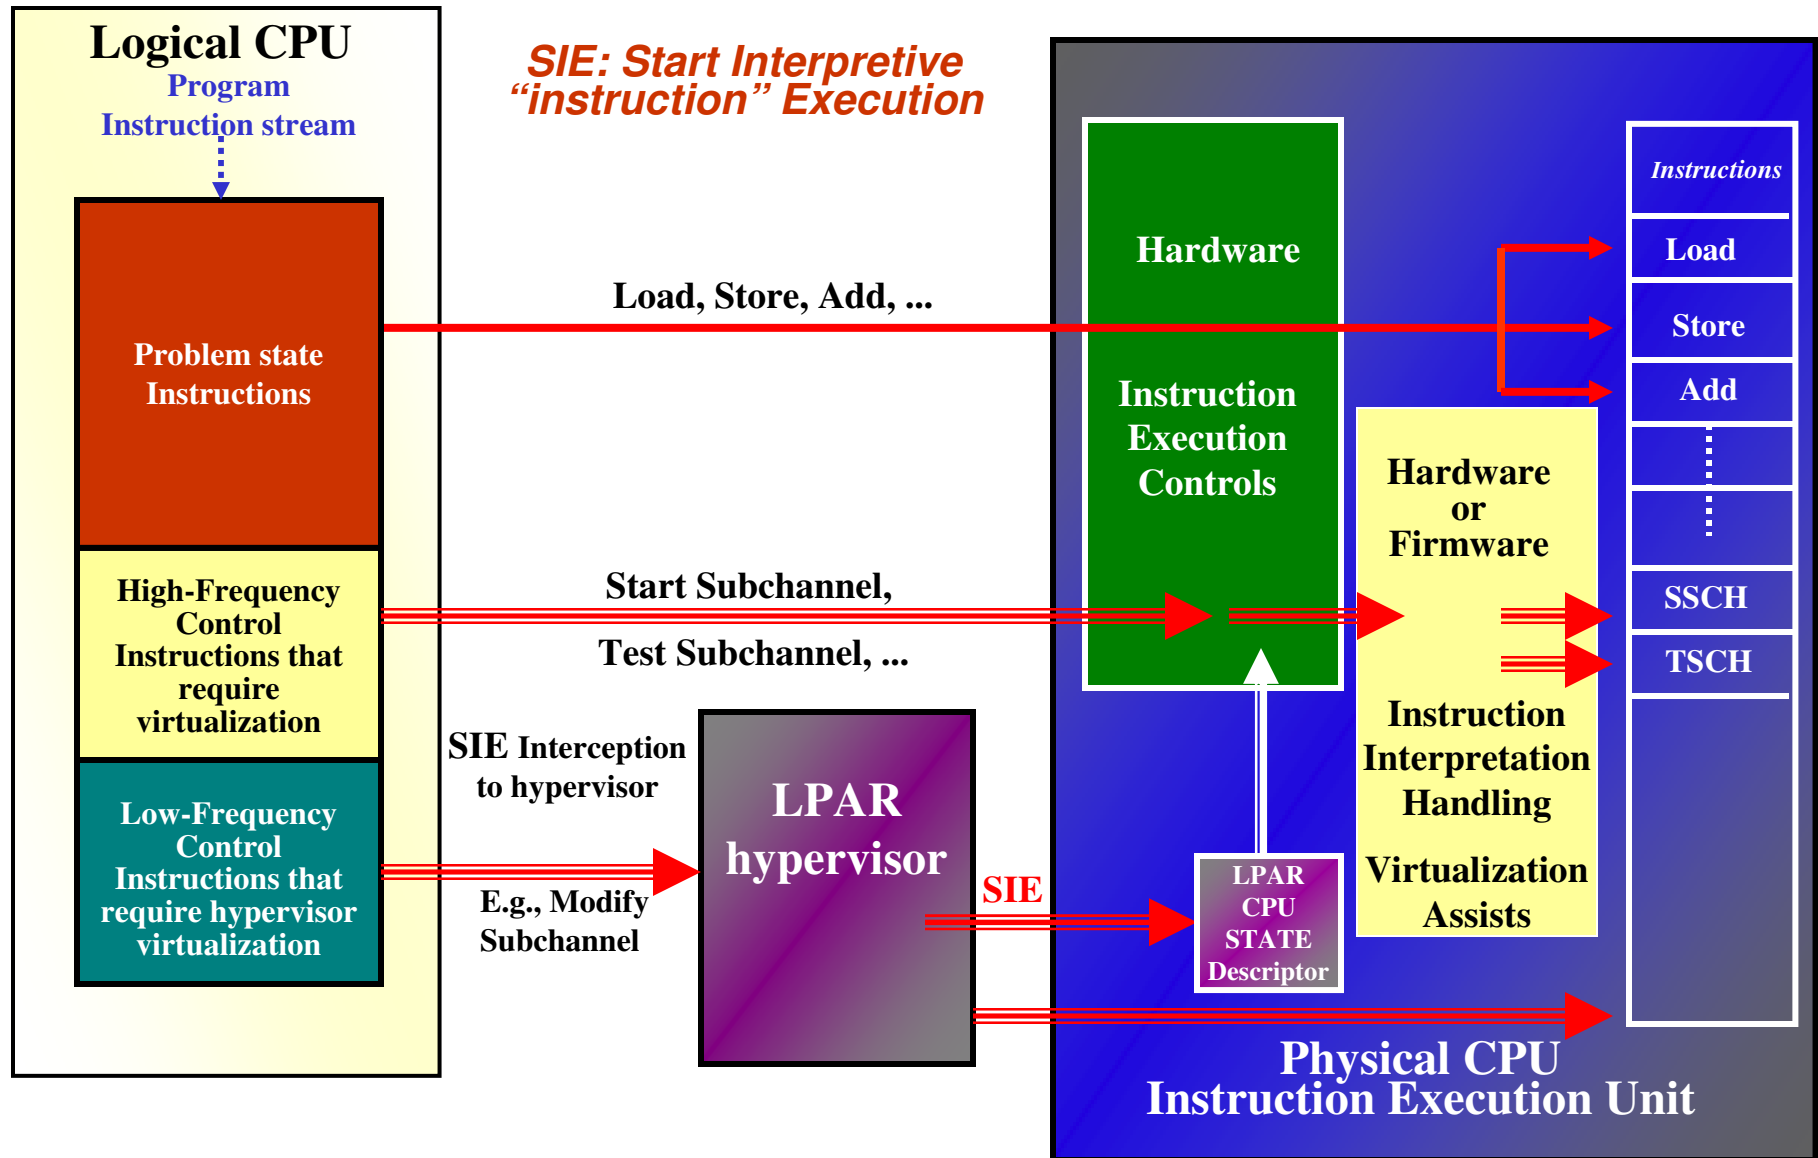 Logical CPU
Program
Instruction stream
Problem state
Instructions
High-Frequency
Control
Instructions that
require
virtualization
Low-Frequency
Control
Instructions that
require hypervisor
virtualization
SIE: Start Interpretive
“instruction” Execution
Load, Store, Add, ...
Start Subchannel,
Test Subchannel, ...
SIE Interception
to hypervisor
E.g., Modify
Subchannel
LPAR
hypervisor
SIE
Hardware
Instruction
Execution
Controls
LPAR
CPU
STATE
Descriptor
Hardware
or
Firmware
Instruction
Interpretation
Handling
Virtualization
Assists
Instructions
Load
Store
Add
SSCH
TSCH
Physical CPU
Instruction Execution Unit